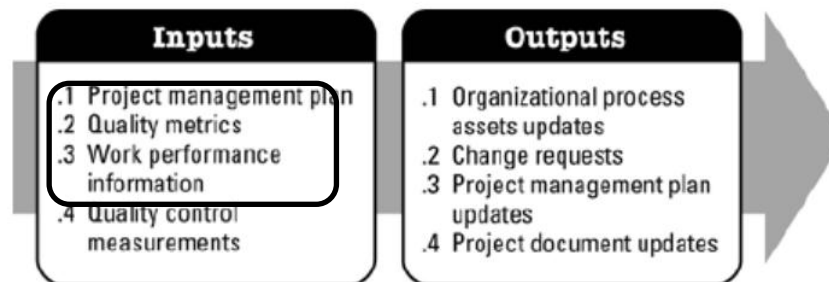 Inputs
.1 Project management plan
.2 Quality metrics
.3 Work performance
information
.4 Quality control
measurements
Outputs
.1 Organizational process
assets updates
.2 Change requests
.3 Project management plan
updates
.4 Project document updates